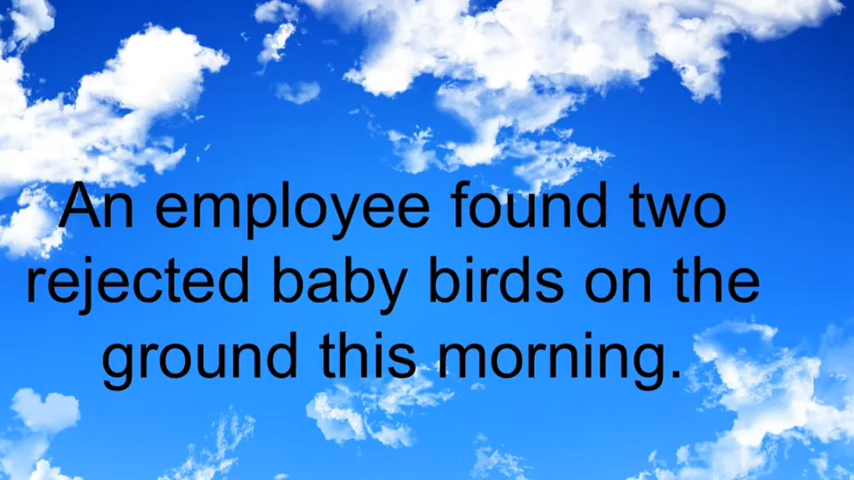 An employee found two
rejected baby birds on the
ground this morning.